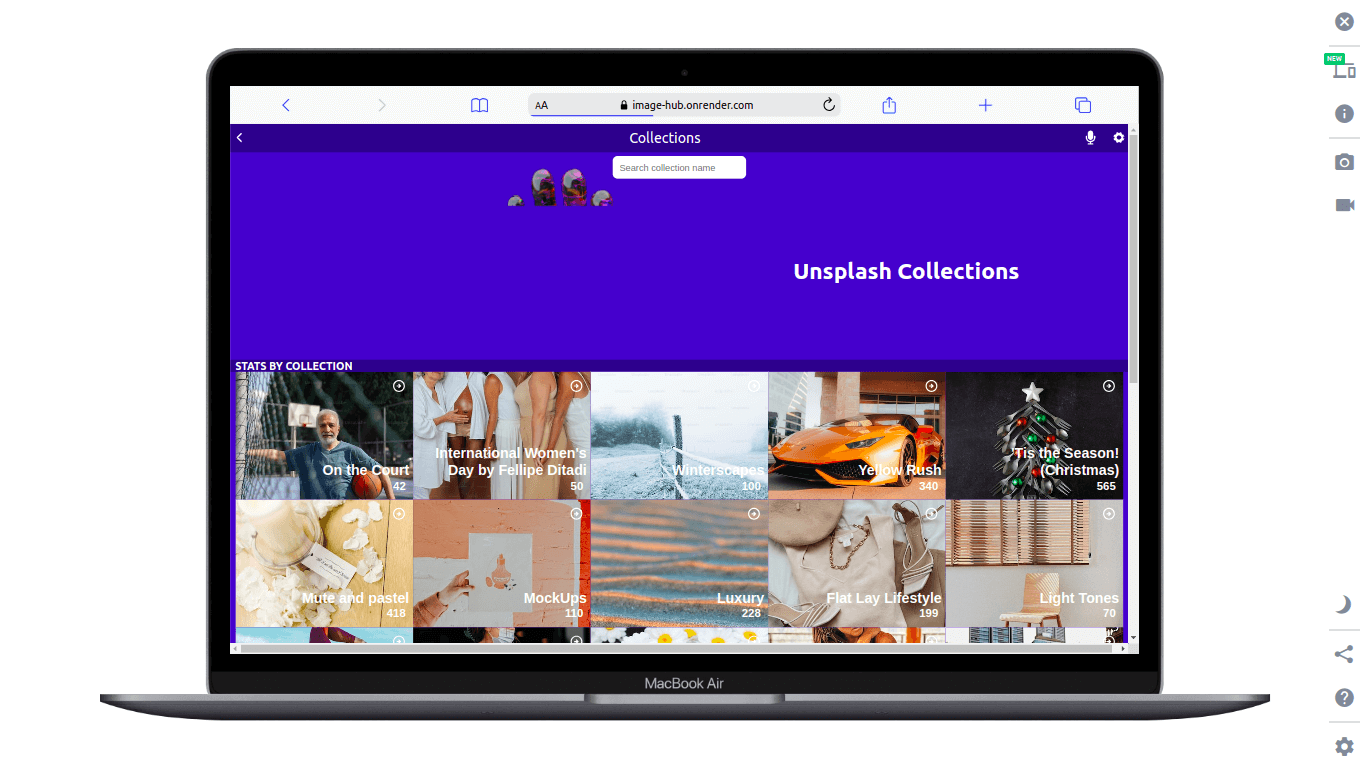 NEW
AA
image-hub.onrender.com
Collections
Search collection name
Unsplash Collections
STATS BY COLLECTION
On the Court
42
International Women's
Day by Fellipe Ditadi
50
Winterscapes
100
Yellow Rush
340
'Tis the Season!
(Christmas)
565
Mute and pastel
418
MockUps
110
Luxury
228
Flat Lay Lifestyle
199
Light Tones
70
MacBook Air